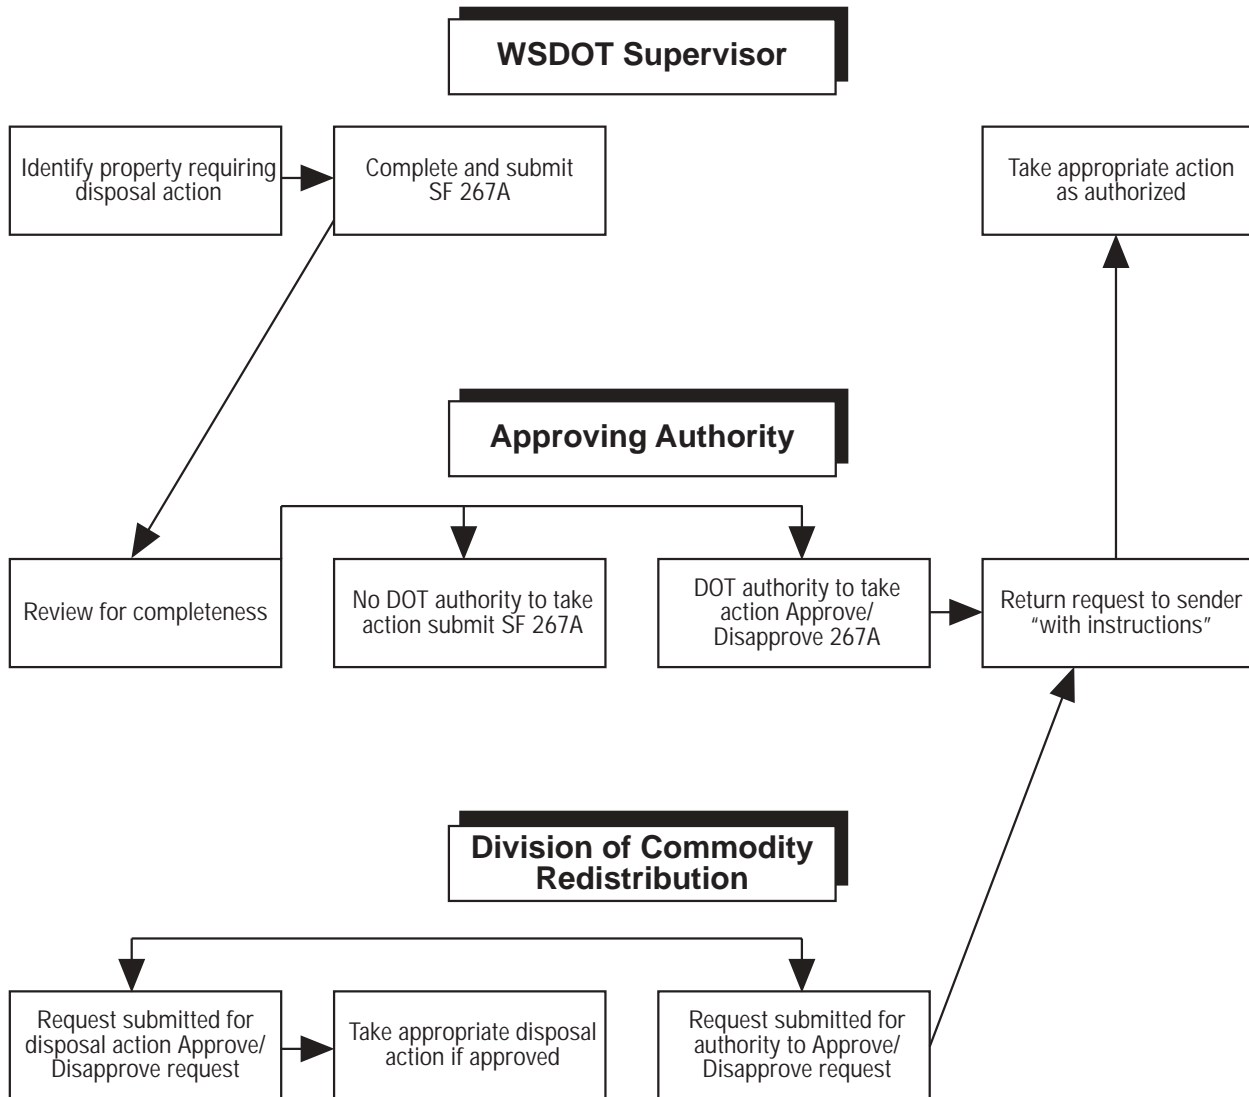 WSDOT Supervisor
Identify property requiring
disposal action
Complete and submit
SF 267A
Take appropriate action
as authorized
Approving Authority
Review for completeness
No DOT authority to take
action submit SF 267A
DOT authority to take
action Approve/
Disapprove 267A
Return request to sender
“with instructions”
Division of Commodity
Redistribution
Request submitted for
disposal action Approve/
Disapprove request
Take appropriate disposal
action if approved
Request submitted for
authority to Approve/
Disapprove request